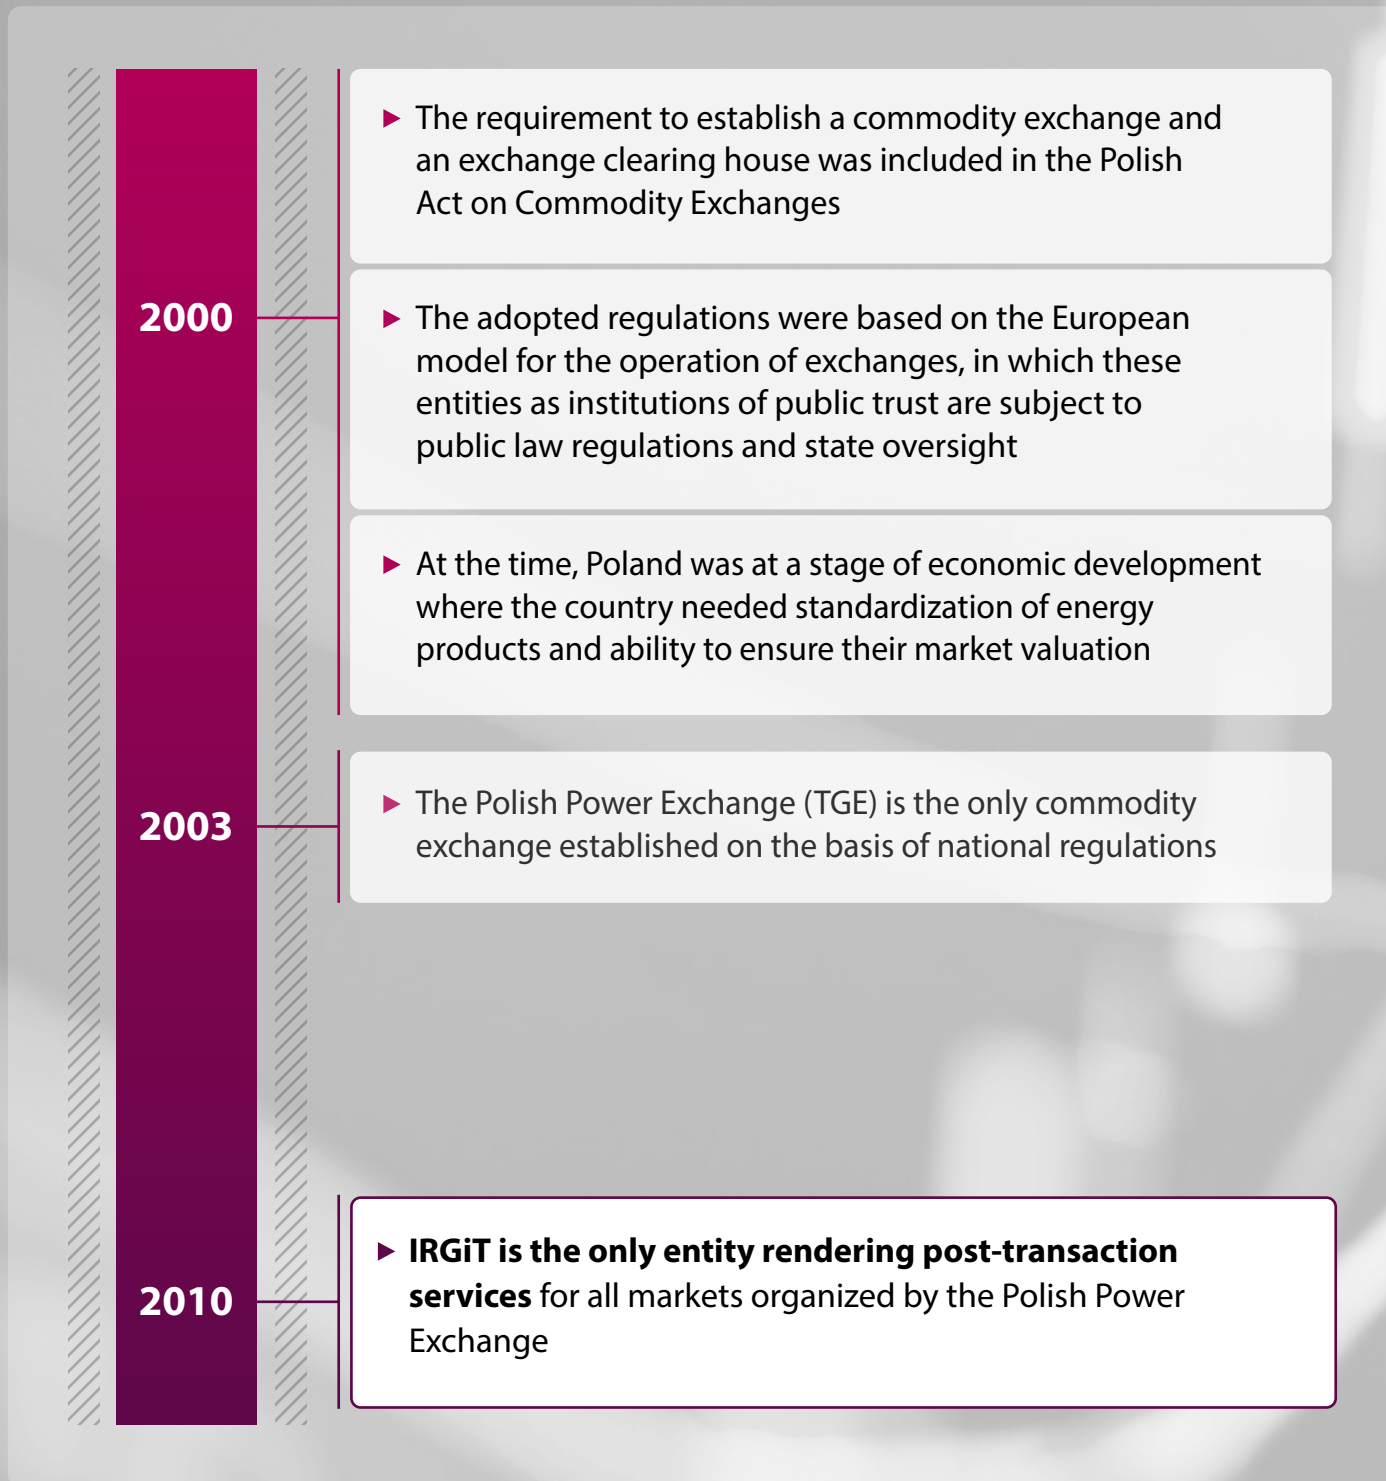 ▶ The requirement to establish a commodity exchange and
an exchange clearing house was included in the Polish
Act on Commodity Exchanges
2000
▶ The adopted regulations were based on the European
model for the operation of exchanges, in which these
entities as institutions of public trust are subject to
public law regulations and state oversight
▶ At the time, Poland was at a stage of economic development
where the country needed standardization of energy
products and ability to ensure their market valuation
2003
▶ The Polish Power Exchange (TGE) is the only commodity
exchange established on the basis of national regulations
2010
▶ IRGiT is the only entity rendering post-transaction
services for all markets organized by the Polish Power
Exchange